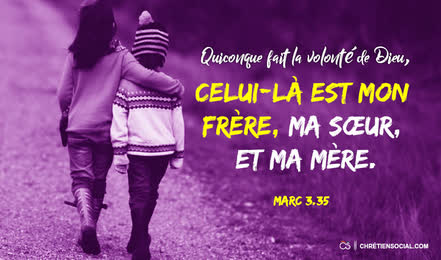 Quiconque fait la volonté de Dieu,
CELUI-LÀ EST MON
FRÈRE, MA SŒUR,
ET MA MÈRE.
MARC 3.35
CS | CHRÉTIENSOCIAL.COM